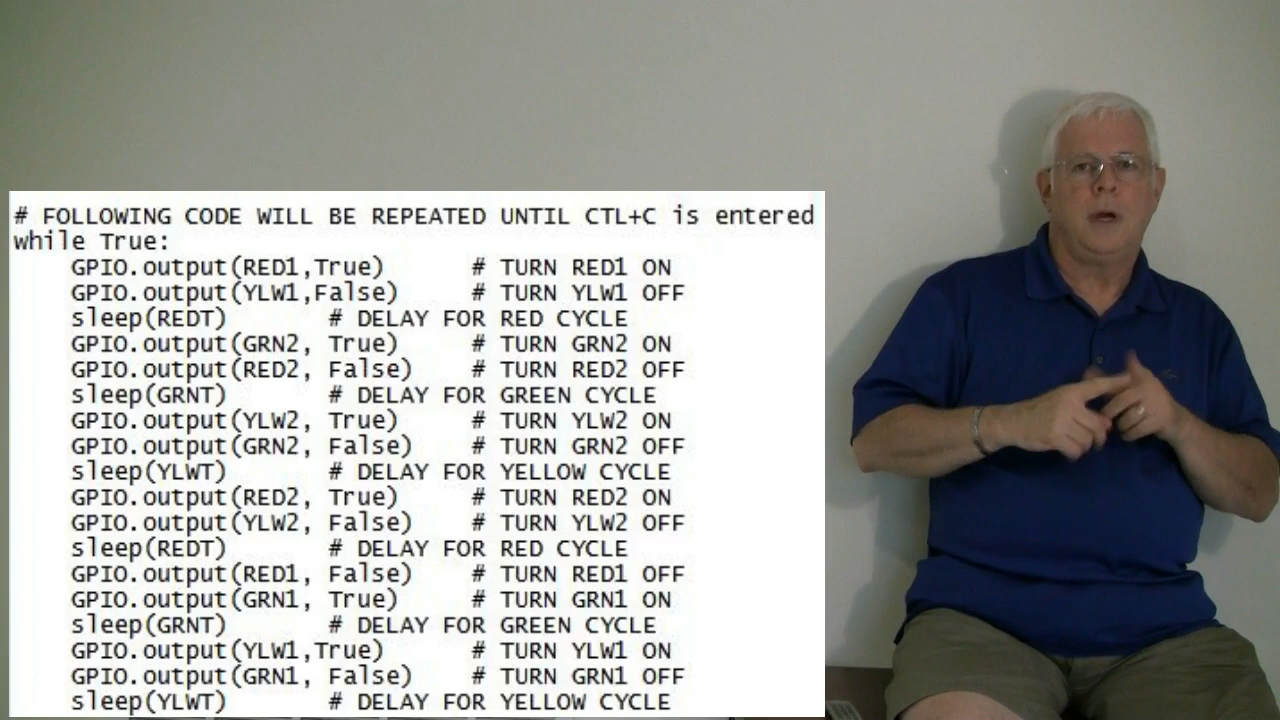 # FOLLOWING CODE WILL BE REPEATED UNTIL CTL+C is entered
while True:
    GPIO.output(RED1,True)      # TURN RED1 ON
    GPIO.output(YLW1,False)     # TURN YLW1 OFF
    sleep(REDT)       # DELAY FOR RED CYCLE
    GPIO.output(GRN2, True)     # TURN GRN2 ON
    GPIO.output(RED2, False)    # TURN RED2 OFF
    sleep(GRNT)       # DELAY FOR GREEN CYCLE
    GPIO.output(YLW2, True)     # TURN YLW2 ON
    GPIO.output(GRN2, False)    # TURN GRN2 OFF
    sleep(YLWT)       # DELAY FOR YELLOW CYCLE
    GPIO.output(RED2, True)     # TURN RED2 ON
    GPIO.output(YLW2, False)    # TURN YLW2 OFF
    sleep(REDT)       # DELAY FOR RED CYCLE
    GPIO.output(RED1, False)    # TURN RED1 OFF
    GPIO.output(GRN1, True)     # TURN GRN1 ON
    sleep(GRNT)       # DELAY FOR GREEN CYCLE
    GPIO.output(YLW1,True)      # TURN YLW1 ON
    GPIO.output(GRN1, False)    # TURN GRN1 OFF
    sleep(YLWT)       # DELAY FOR YELLOW CYCLE